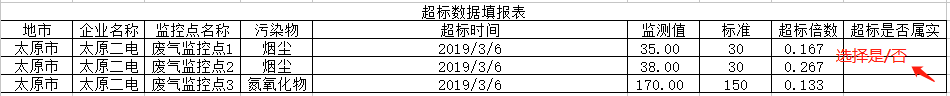 超标数据填报表
地市 企业名称 监控点名称 污染物 超标时间 监测值 标准 超标倍数 超标是否属实
太原市 太原二电 废气监控点1 烟尘 2019/3/6 35.00 30 0.167
选择是/否
太原市 太原二电 废气监控点2 烟尘 2019/3/6 38.00 30 0.267
太原市 太原二电 废气监控点3 氮氧化物 2019/3/6 170.00 150 0.133